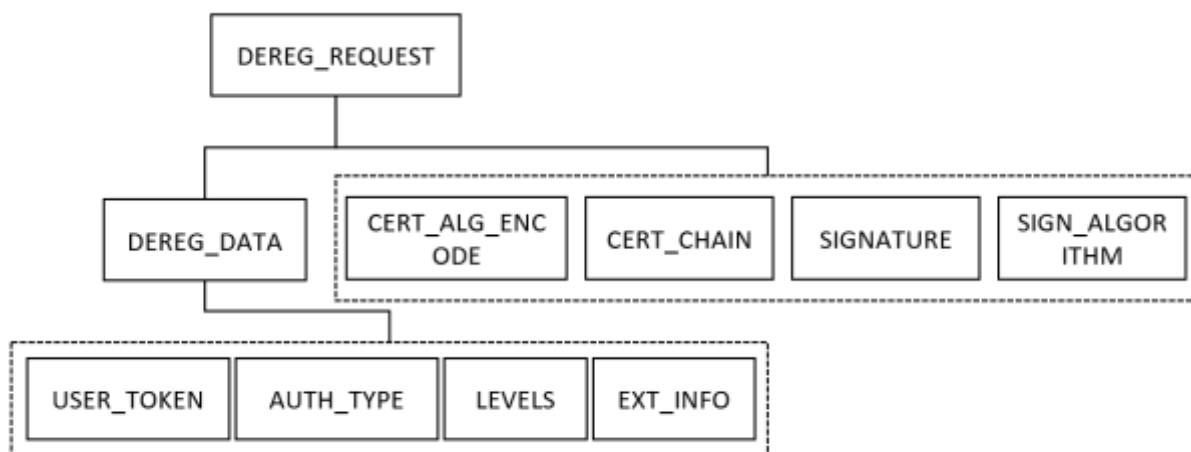 DEREG_REQUEST
DEREG_DATA
CERT_ALG_ENC
ODE
CERT_CHAIN
SIGNATURE
SIGN_ALGOR
ITHM
USER_TOKEN
AUTH_TYPE
LEVELS
EXT_INFO